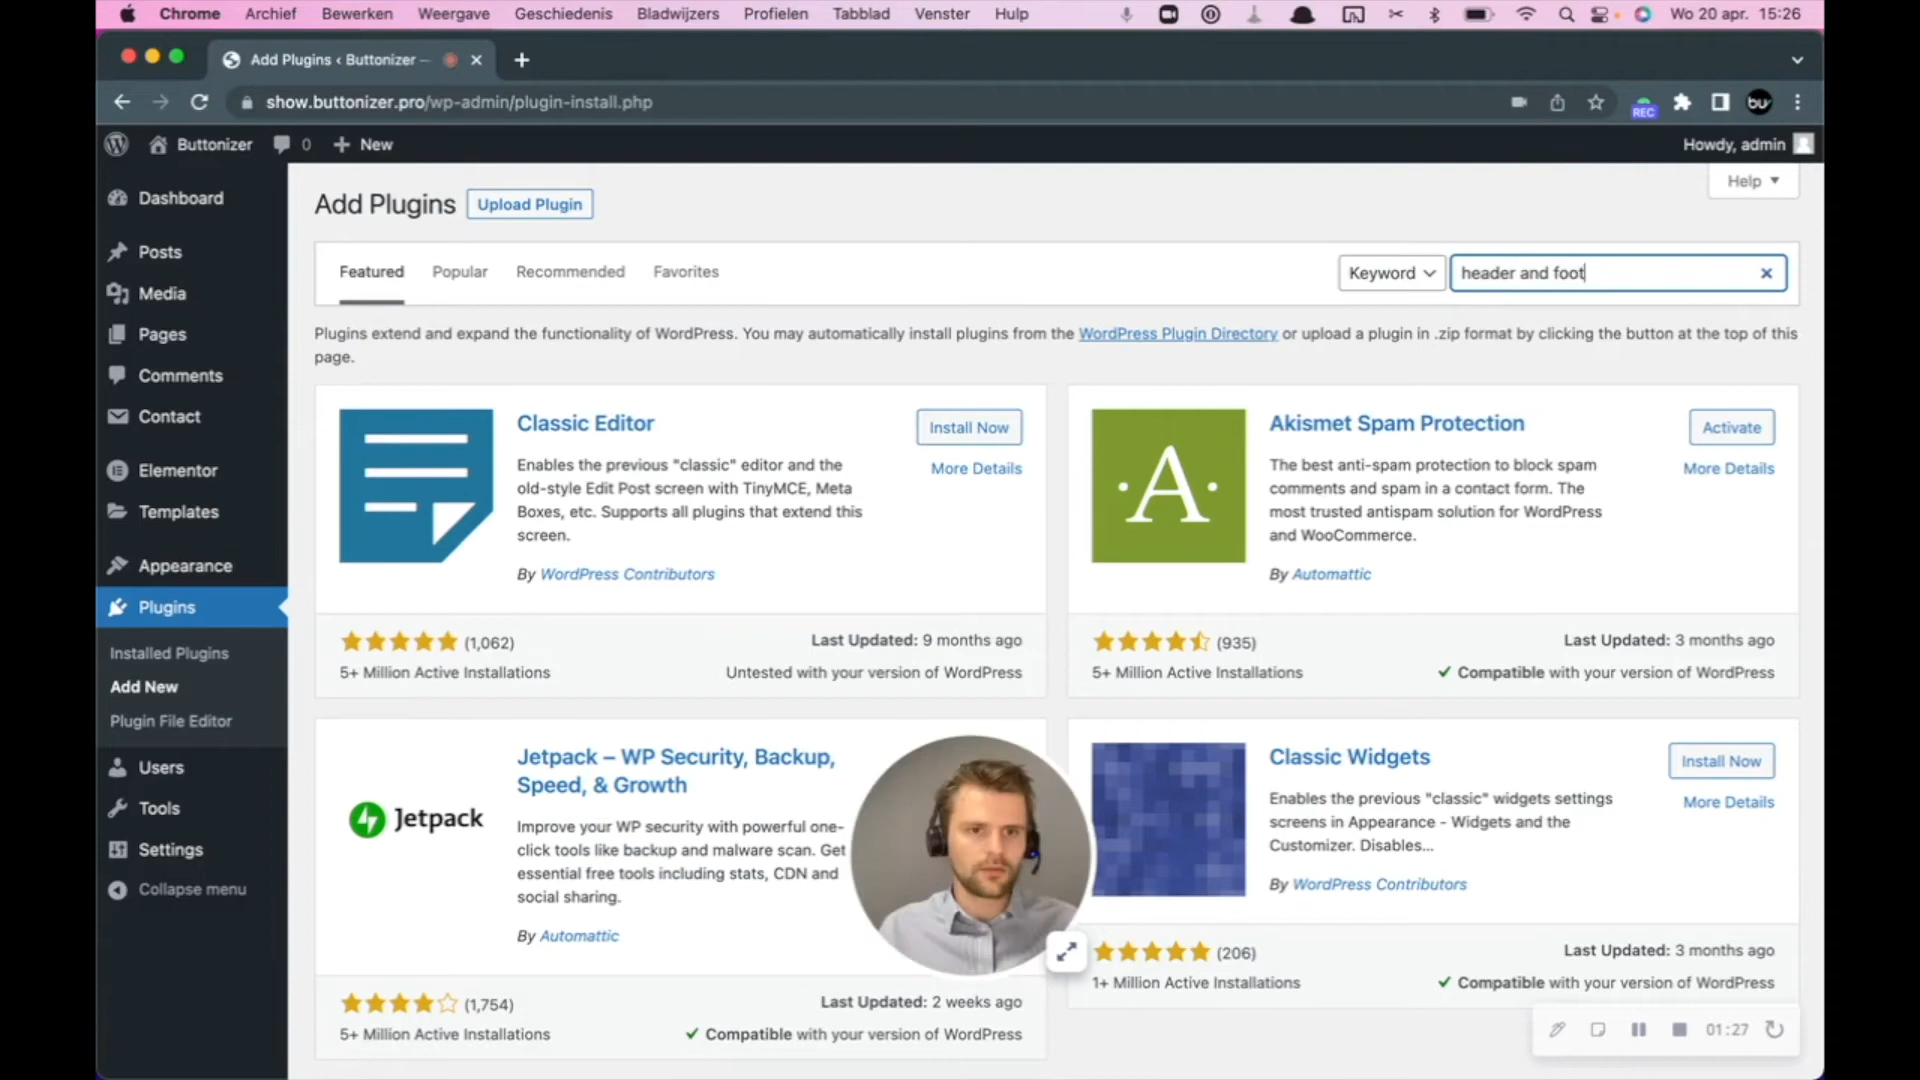 Chrome Archief Bewerken Weergave Geschiedenis Bladwijzers Profielen Tabblad Venster Hulp Wo 20 apr. 15:26
Add Plugins ‹ Buttonizer —
show.buttonizer.pro/wp-admin/plugin-install.php
REC
bu
Buttonizer 0 New
Howdy, admin
Dashboard
Posts
Media
Pages
Comments
Contact
Elementor
Templates
Appearance
Plugins
Installed Plugins
Add New
Plugin File Editor
Users
Tools
Settings
Collapse menu
Help
Add Plugins Upload Plugin
Featured Popular Recommended Favorites
Keyword header and foot
Plugins extend and expand the functionality of WordPress. You may automatically install plugins from the WordPress Plugin Directory or upload a plugin in .zip format by clicking the button at the top of this
page.
Classic Editor
Install Now
More Details
Enables the previous "classic" editor and the
old-style Edit Post screen with TinyMCE, Meta
Boxes, etc. Supports all plugins that extend this
screen.
By WordPress Contributors
(1,062)
Last Updated: 9 months ago
5+ Million Active Installations
Untested with your version of WordPress
A
Akismet Spam Protection
Activate
More Details
The best anti-spam protection to block spam
comments and spam in a contact form. The
most trusted antispam solution for WordPress
and WooCommerce.
By Automattic
(935)
Last Updated: 3 months ago
5+ Million Active Installations
Compatible with your version of WordPress
Jetpack
Jetpack – WP Security, Backup,
Speed, & Growth
Improve your WP security with powerful one-
click tools like backup and malware scan. Get
essential free tools including stats, CDN and
social sharing.
By Automattic
(1,754)
Last Updated: 2 weeks ago
5+ Million Active Installations
Compatible with your version of WordPress
Classic Widgets
Install Now
More Details
Enables the previous "classic" widgets settings
screens in Appearance - Widgets and the
Customizer. Disables...
By WordPress Contributors
(206)
Last Updated: 3 months ago
1+ Million Active Installations
Compatible with your version of WordPress
01:27